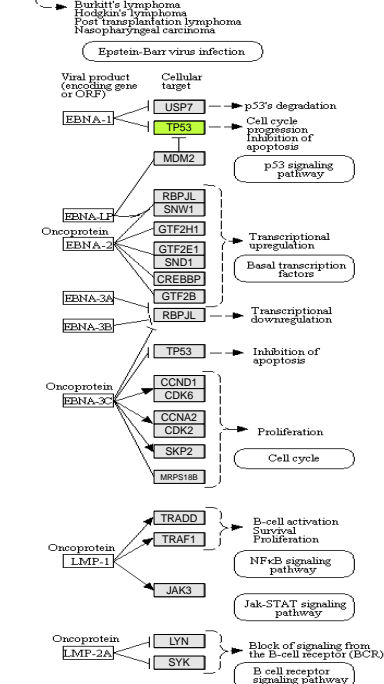 Burkitt's lymphoma
Hodgkin's lymphoma
Post transplantation lymphoma
Nasopharyngeal carcinoma
Epstein-Barr virus infection
Viral product
(encoding gene
or ORF)
Cellular
target
USP7
p53's degradation
EBNA-1
TP53
Cell cycle
progression
Inhibition of
apoptosis
MDM2
p53 signaling
pathway
RBPJL
SNW1
EBNA-LP
Oncoprotein
EBNA-2
GTF2H1
Transcriptional
upregulation
GTF2E1
SND1
Basal transcription
factors
CREBBP
GTF2B
EBNA-3A
RBPJL
Transcriptional
downregulation
EBNA-3B
TP53
Inhibition of
apoptosis
CCND1
CDK6
Oncoprotein
EBNA-3C
CCNA2
CDK2
Proliferation
SKP2
Cell cycle
MRPS18B
TRADD
B-cell activation
Survival
Proliferation
TRAF1
Oncoprotein
LMP-1
NFκB signaling
pathway
JAK3
Jak-STAT signaling
pathway
Oncoprotein
LMP-2A
LYN
Block of signaling from
the B-cell receptor (BCR)
SYK
B cell receptor
signaling pathway